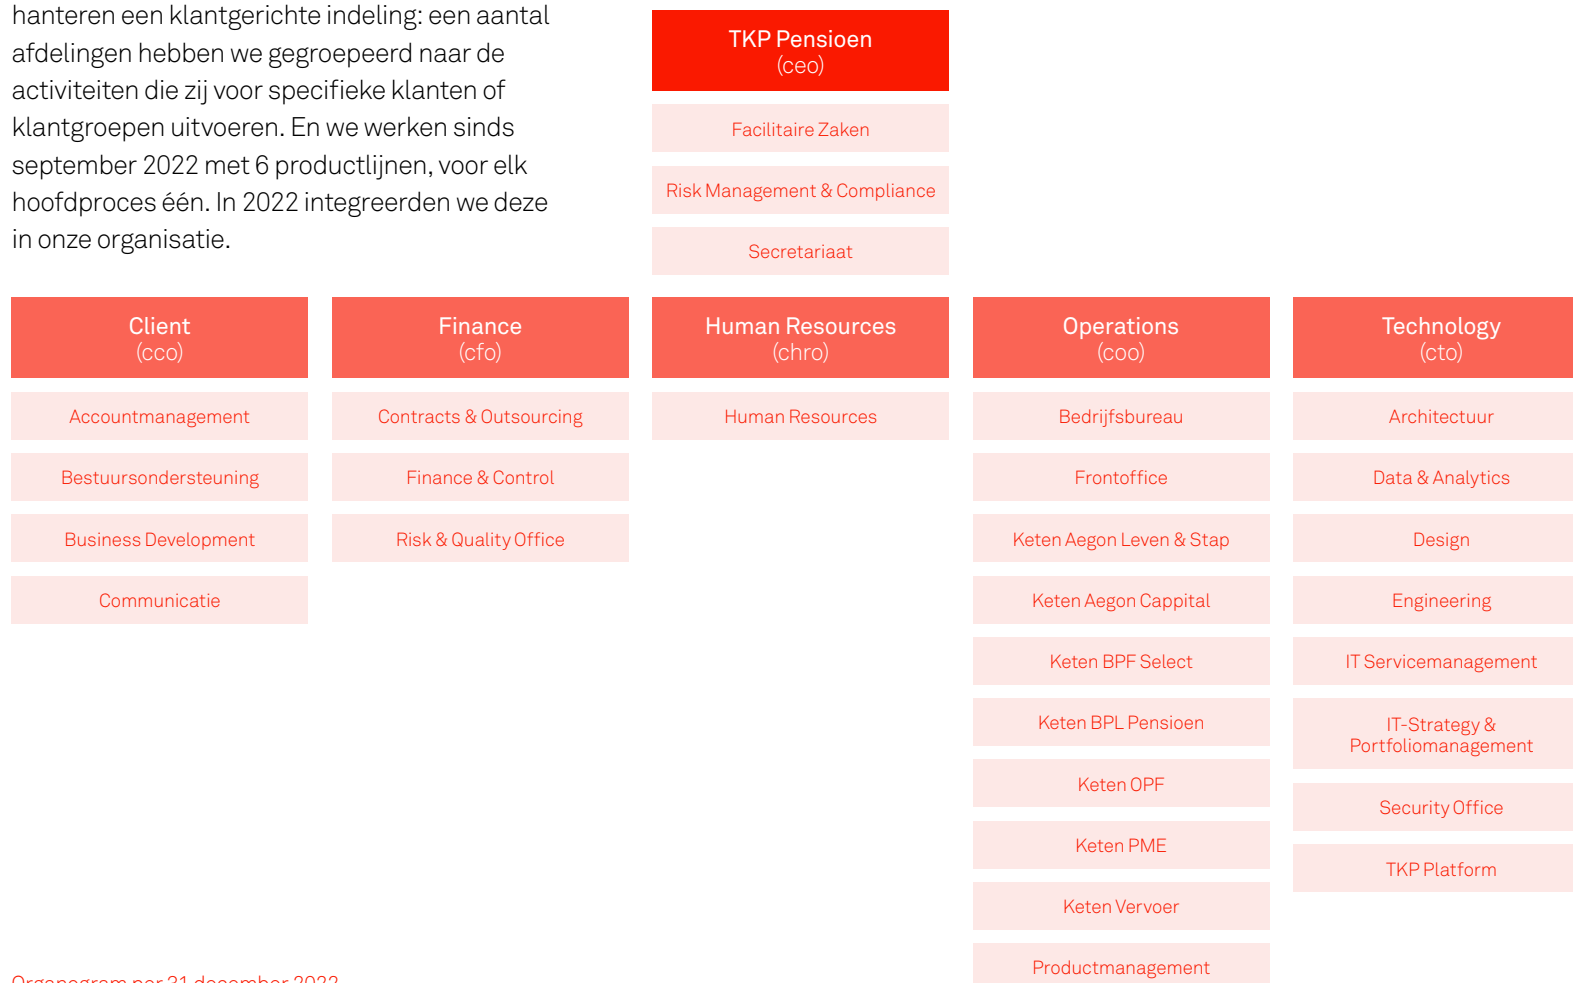 hanteren een klantgerichte indeling: een aantal
afdelingen hebben we gegroepeerd naar de
activiteiten die zij voor specifieke klanten of
klantgroepen uitvoeren. En we werken sinds
september 2022 met 6 productlijnen, voor elk
hoofdproces één. In 2022 integreerden we deze
in onze organisatie.
TKP Pensioen
(ceo)
Facilitaire Zaken
Risk Management & Compliance
Secretariaat
Client
(cco)
Accountmanagement
Bestuursondersteuning
Business Development
Communicatie
Finance
(cfo)
Contracts & Outsourcing
Finance & Control
Risk & Quality Office
Human Resources
(chro)
Human Resources
Operations
(coo)
Bedrijfsbureau
Frontoffice
Keten Aegon Leven & Stap
Keten Aegon Cappital
Keten BPF Select
Keten BPL Pensioen
Keten OPF
Keten PME
Keten Vervoer
Productmanagement
Technology
(cto)
Architectuur
Data & Analytics
Design
Engineering
IT Servicemanagement
IT-Strategy &
Portfoliomanagement
Security Office
TKP Platform
Organogram per 31 december 2022